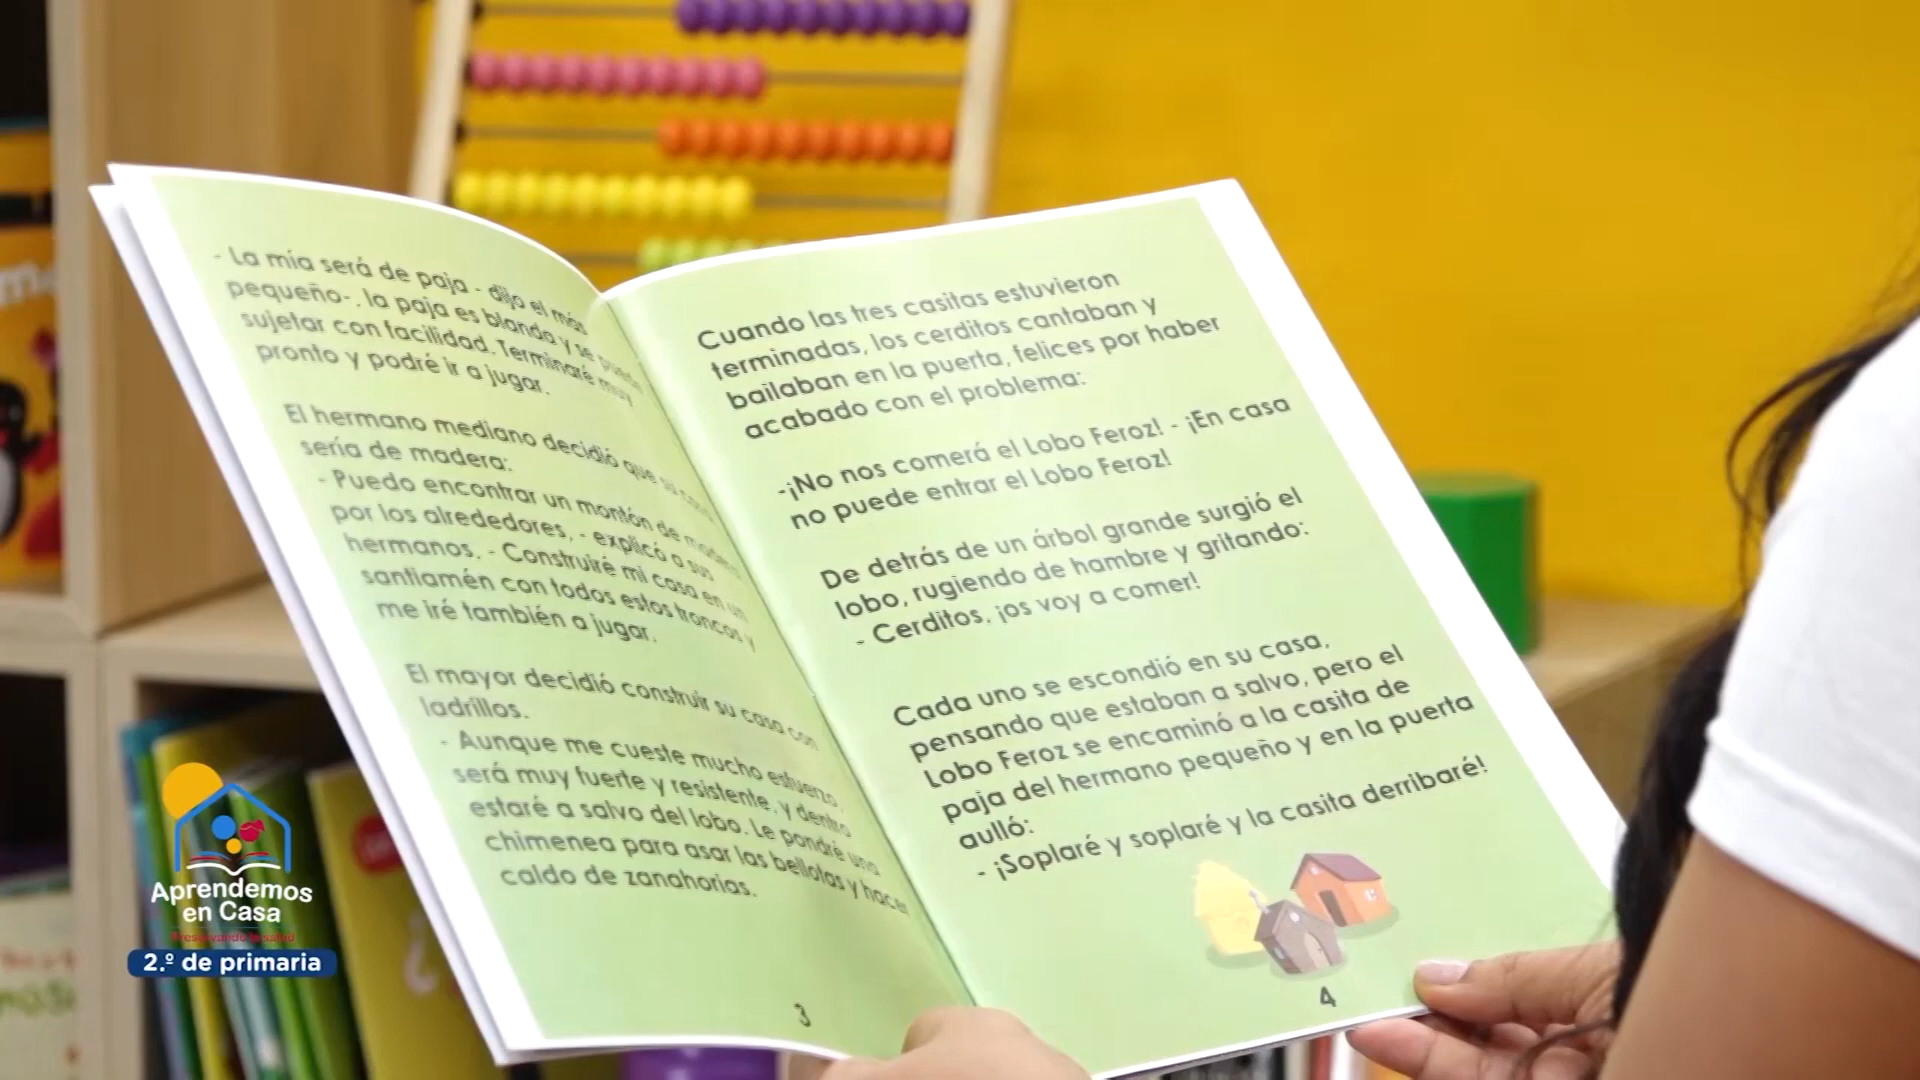 - La mía será de paja - dijo el más
pequeño-, la paja es blanda y se puede
sujetar con facilidad. Terminaré muy
pronto y podré ir a jugar.
El hermano mediano decidió que su casa
sería de madera:
- Puedo encontrar un montón de madera
por los alrededores, - explicó a sus
hermanos, - Construiré mi casa en un
santiamén con todos estos troncos y
me iré también a jugar.
El mayor decidió construir su casa con
ladrillos.
- Aunque me cueste mucho esfuerzo,
será muy fuerte y resistente, y dentro
estaré a salvo del lobo. Le pondré una
chimenea para asar las bellotas y hacer
caldo de zanahorias.
3
Cuando las tres casitas estuvieron
terminadas, los cerditos cantaban y
bailaban en la puerta, felices por haber
acabado con el problema:
-¡No nos comerá el Lobo Feroz! - ¡En casa
no puede entrar el Lobo Feroz!
De detrás de un árbol grande surgió el
lobo, rugiendo de hambre y gritando:
- Cerditos, ¡os voy a comer!
Cada uno se escondió en su casa,
pensando que estaban a salvo, pero el
Lobo Feroz se encaminó a la casita de
paja del hermano pequeño y en la puerta
aulló:
- ¡Soplaré y soplaré y la casita derribaré!
4
Aprendemos
en Casa
Preservando la salud
2.º de primaria